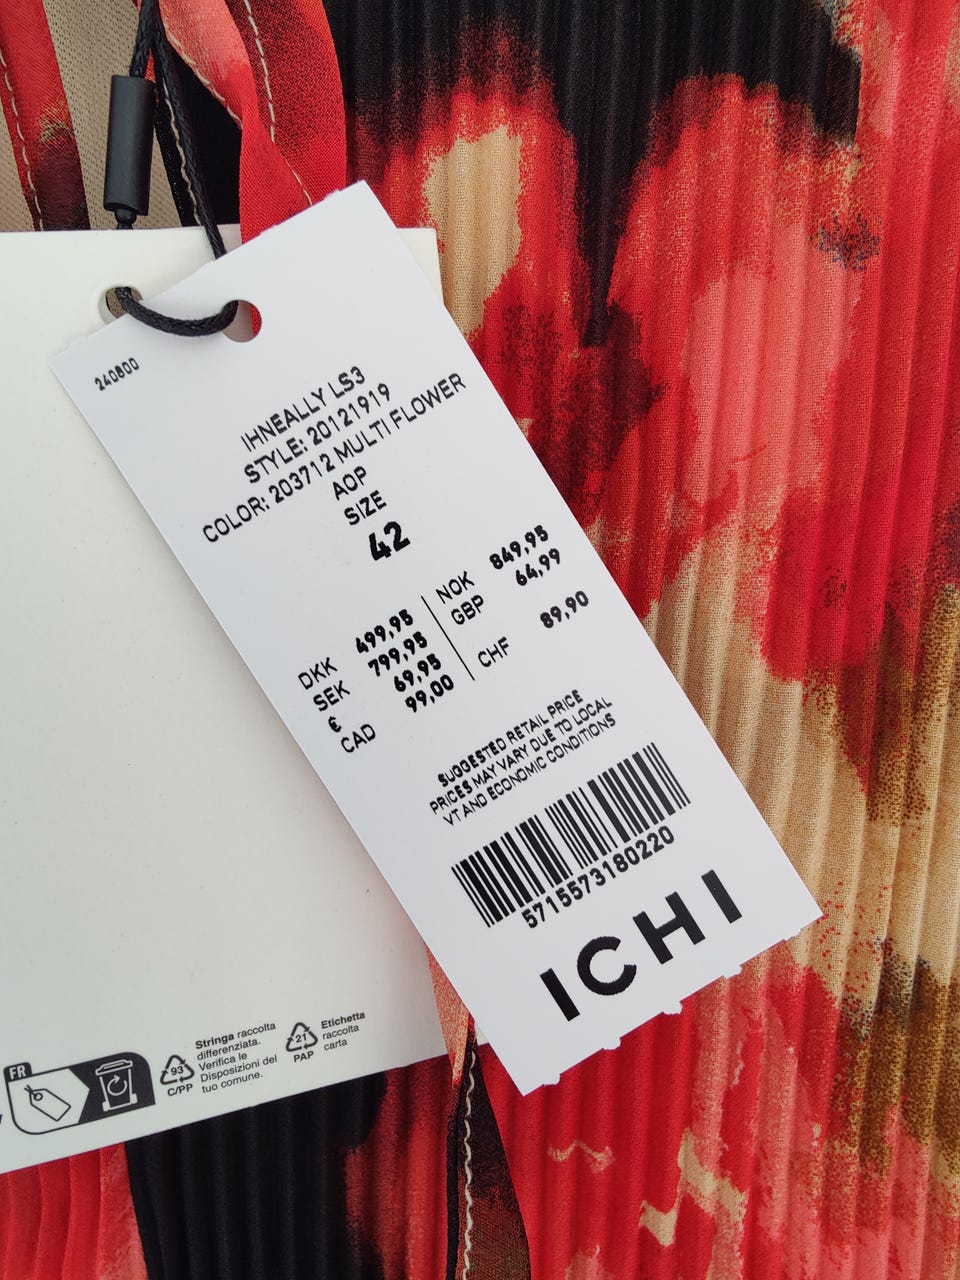 240800
IHNEALLY LS3
STYLE: 20121919
COLOR: 203712 MULTI FLOWER
AOP
SIZE
42
DKK 499,95
SEK 799,95
€ 69,95
CAD 99,00
NOK 849,95
GBP 64,99
CHF 89,90
SUGGESTED RETAIL PRICE
PRICES MAY VARY DUE TO LOCAL
VT AND ECONOMIC CONDITIONS
5715573180220
ICHI
FR
93
C/PP
Stringa raccolta
differenziata.
Verifica le
Disposizioni del
tuo comune.
21
PAP
Etichetta
raccolta
carta